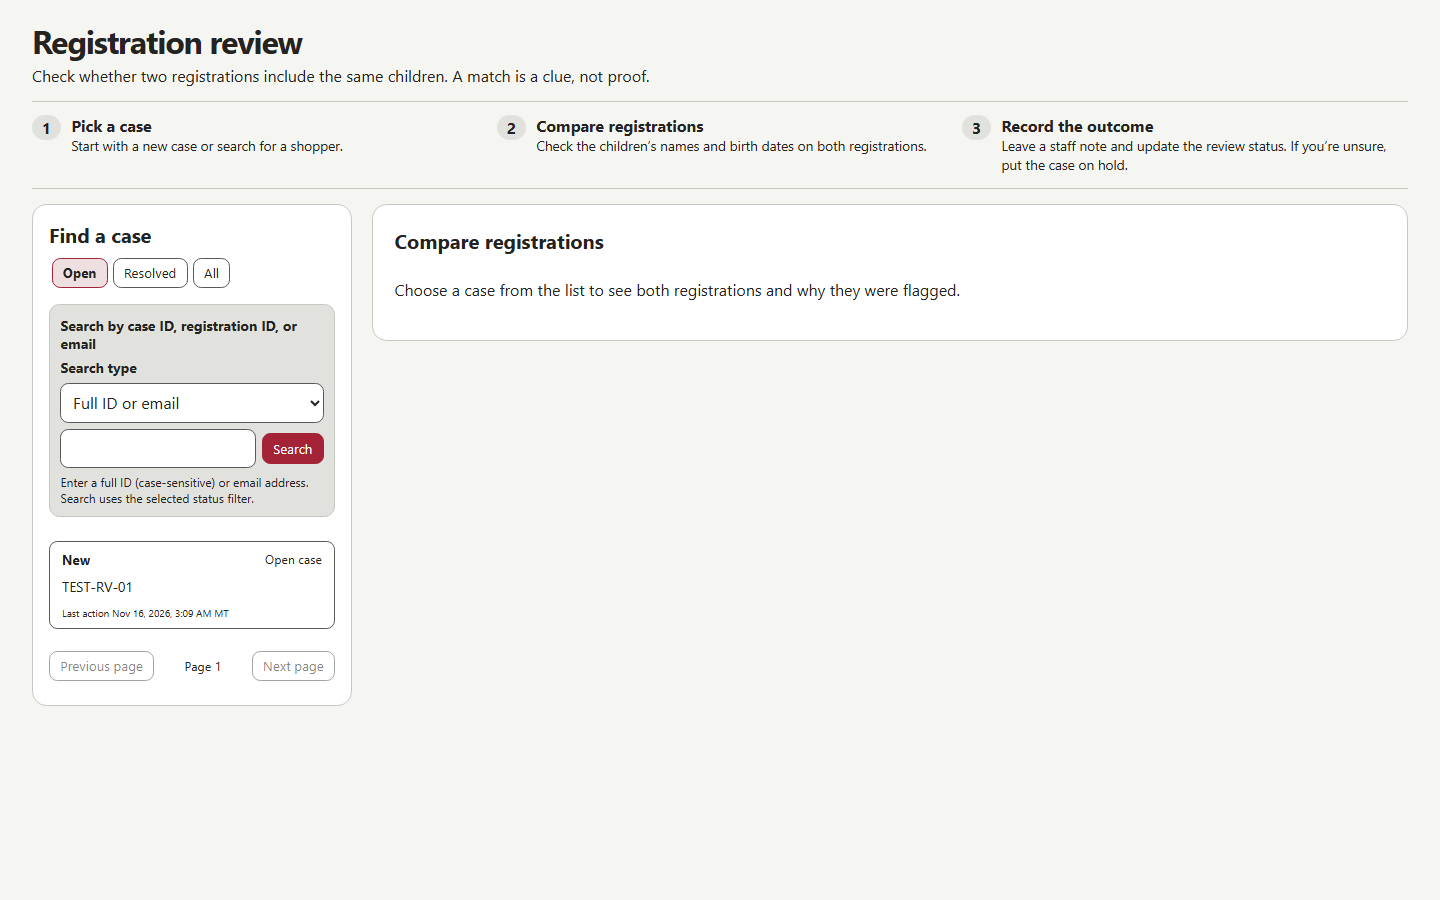 Registration review
Check whether two registrations include the same children. A match is a clue, not proof.
1
Pick a case
Start with a new case or search for a shopper.
2
Compare registrations
Check the children’s names and birth dates on both registrations.
3
Record the outcome
Leave a staff note and update the review status. If you’re unsure,
put the case on hold.
Find a case
Open
Resolved
All
Search by case ID, registration ID, or
email
Search type
Full ID or email
Search
Enter a full ID (case-sensitive) or email address.
Search uses the selected status filter.
New
Open case
TEST-RV-01
Last action Nov 16, 2026, 3:09 AM MT
Previous page
Page 1
Next page
Compare registrations
Choose a case from the list to see both registrations and why they were flagged.